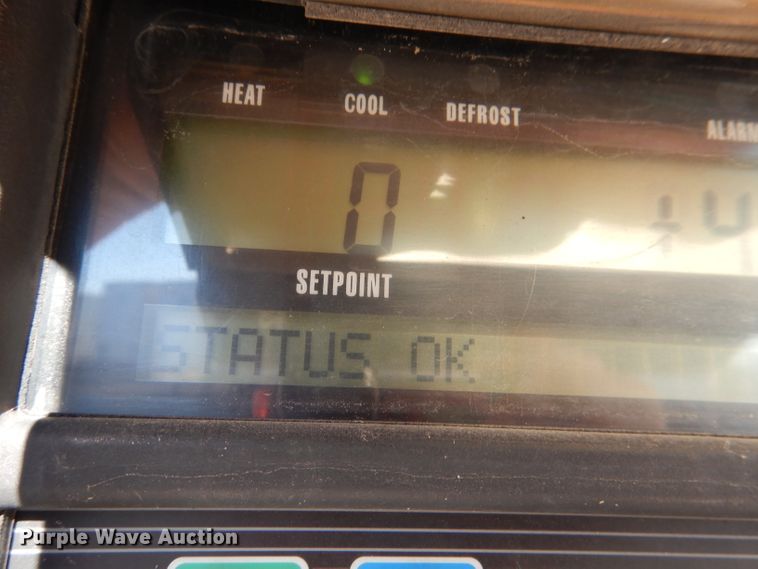 HEAT COOL DEFROST ALARM
0
SETPOINT
STATUS OK
Purple Wave Auction